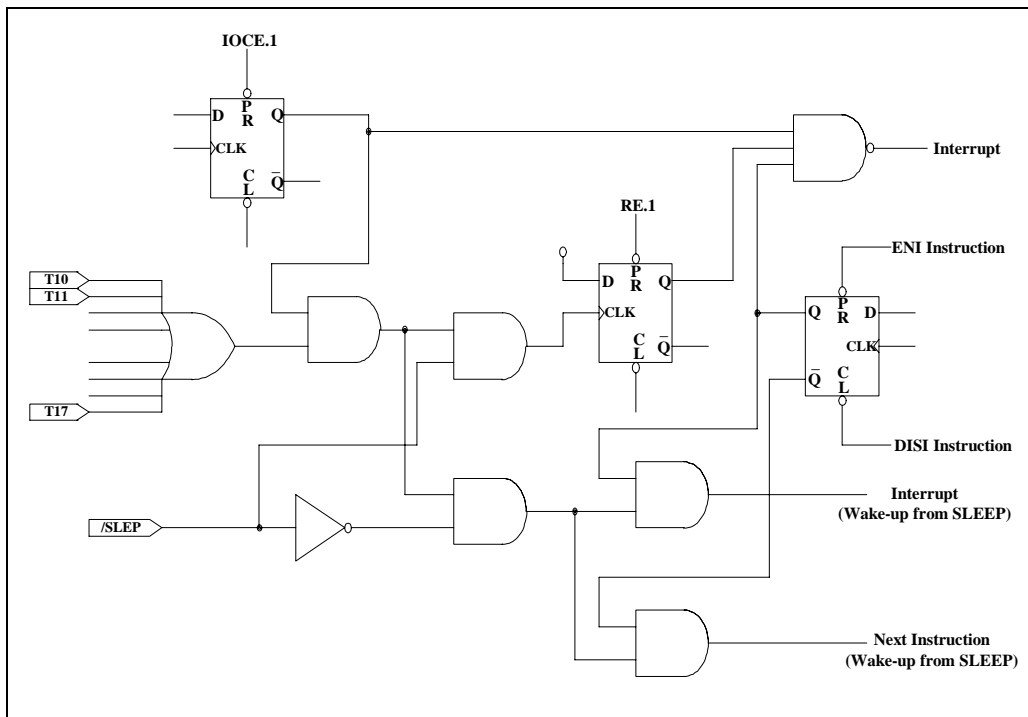 IOCE.1
D
P
R
Q
CLK
C
L
Q̅
Interrupt
RE.1
D
P
R
Q
CLK
C
L
Q̅
ENI Instruction
Q
P
R
D
CLK
Q̅
C
L
DISI Instruction
T10
T11
T17
/SLEP
Interrupt
(Wake-up from SLEEP)
Next Instruction
(Wake-up from SLEEP)